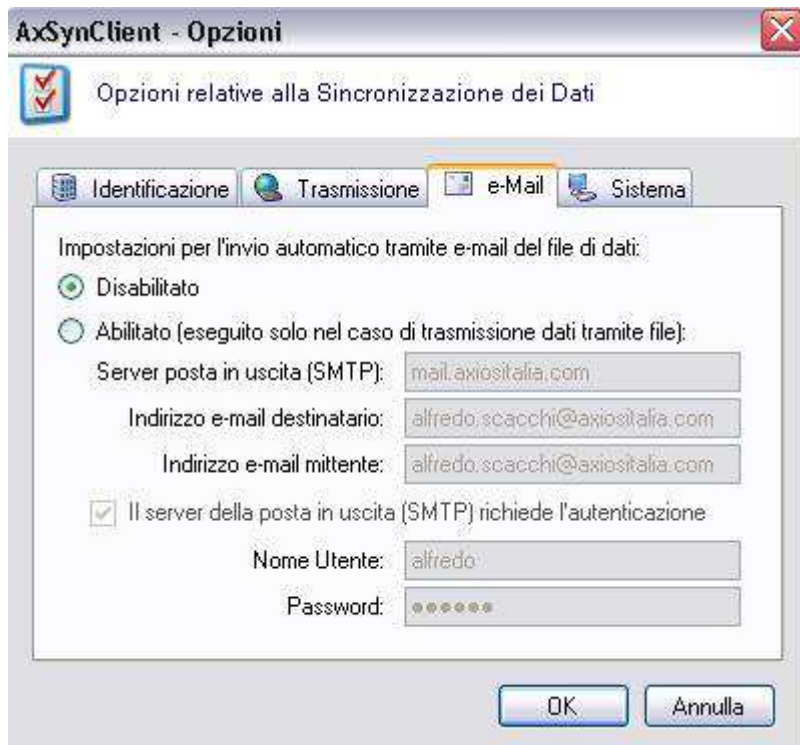 AxSynClient - Opzioni
Opzioni relative alla Sincronizzazione dei Dati
Identificazione Trasmissione e-Mail Sistema
Impostazioni per l'invio automatico tramite e-mail del file di dati:
Disabilitato
Abilitato (eseguito solo nel caso di trasmissione dati tramite file):
Server posta in uscita (SMTP): mail.axiositalia.com
Indirizzo e-mail destinatario: alfredo.scacchi@axiositalia.com
Indirizzo e-mail mittente: alfredo.scacchi@axiositalia.com
Il server della posta in uscita (SMTP) richiede l'autenticazione
Nome Utente: alfredo
Password: ●●●●●●
OK Annulla